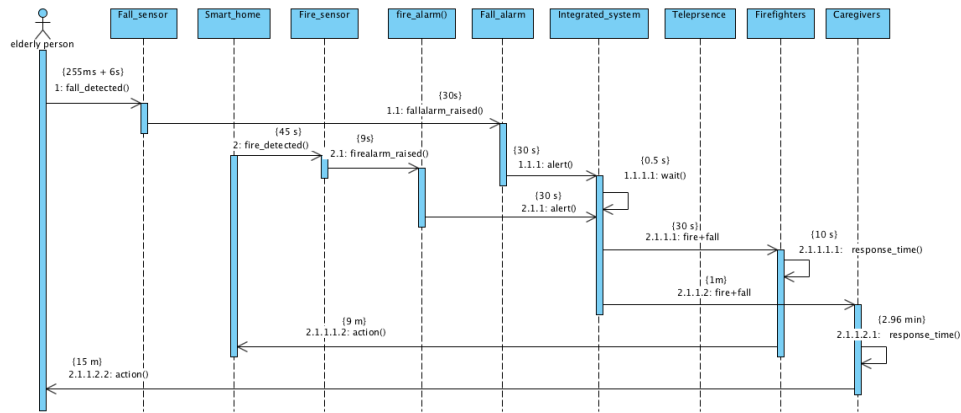 Fall_sensor
Smart_home
Fire_sensor
fire_alarm()
Fall_alarm
Integrated_system
Teleprsence
Firefighters
Caregivers
elderly person
{255ms + 6s}
1: fall_detected()
{30s}
1.1: fallalarm_raised()
{45 s}
2: fire_detected()
{9s}
2.1: firealarm_raised()
{30 s}
1.1.1: alert()
{0.5 s}
1.1.1.1: wait()
{30 s}
2.1.1: alert()
{30 s}
2.1.1.1: fire+fall
{10 s}
2.1.1.1.1: response_time()
{1m}
2.1.1.2: fire+fall
{9 m}
2.1.1.1.2: action()
{2.96 min}
2.1.1.2.1: response_time()
{15 m}
2.1.1.2.2: action()